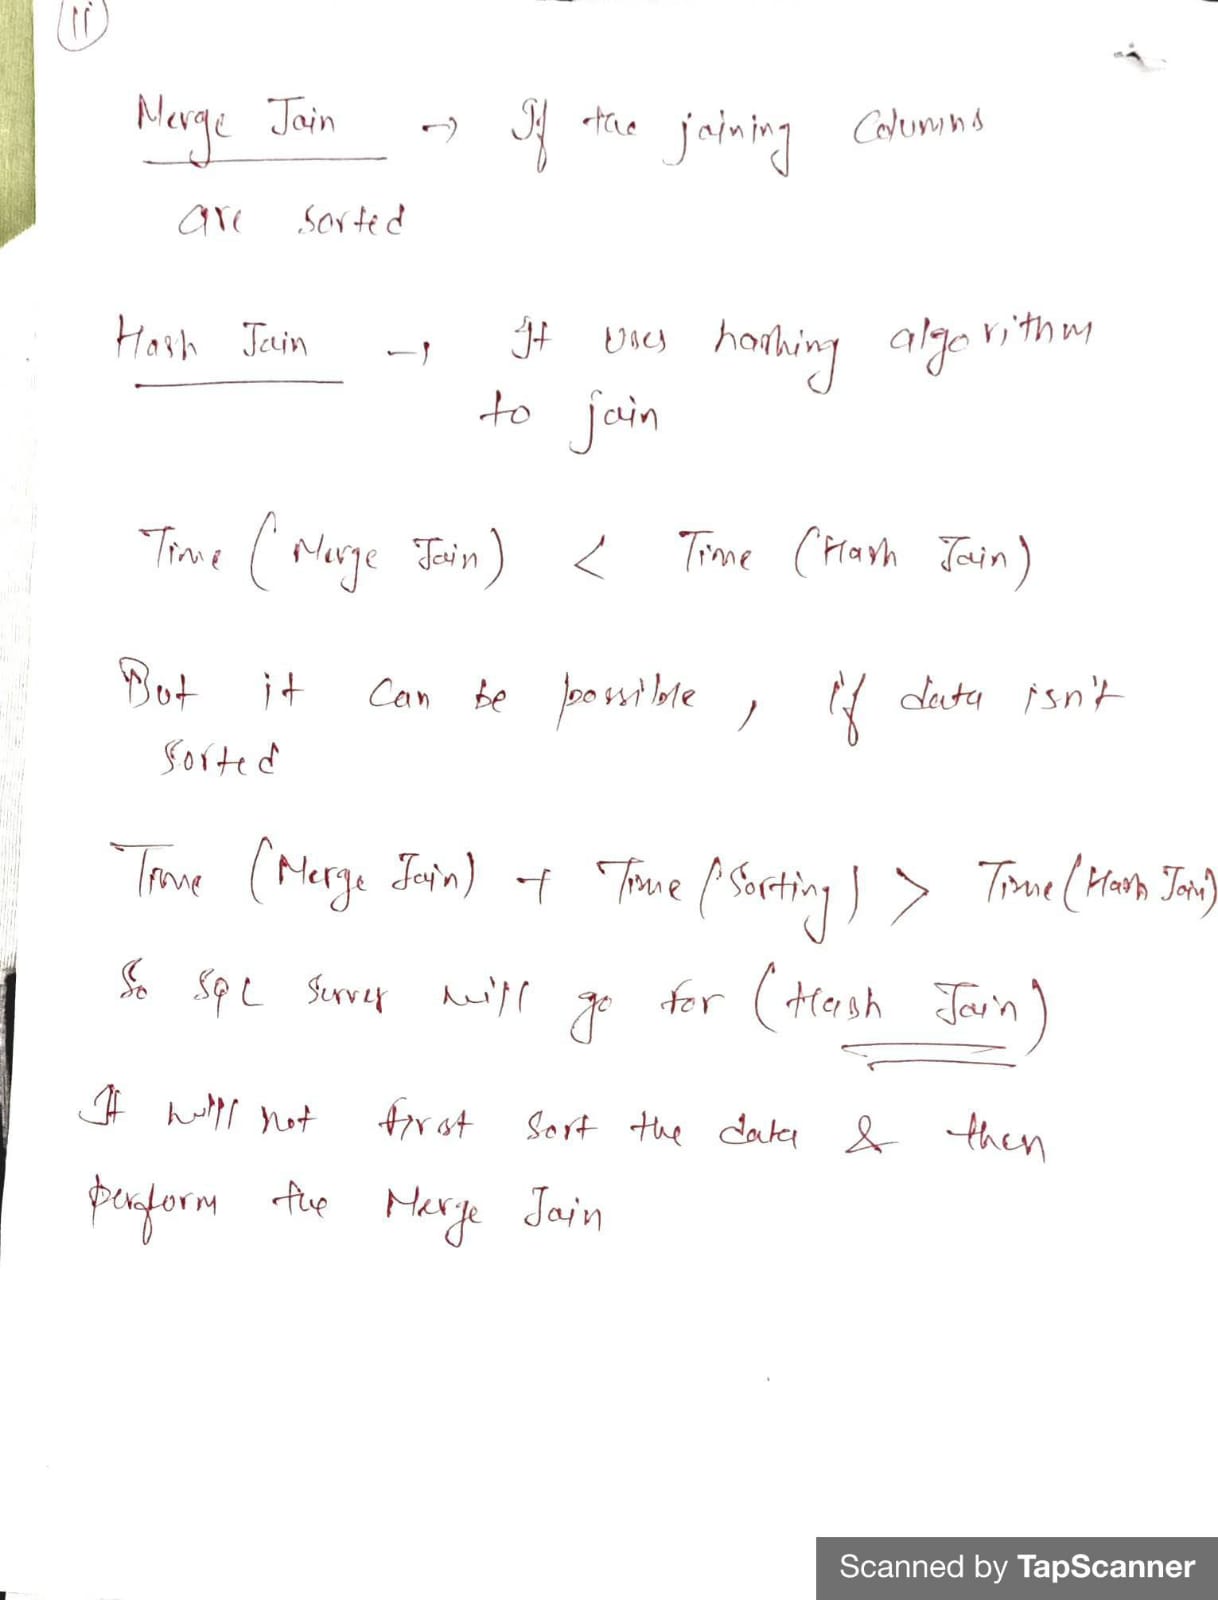 11
Merge Join → If the joining columns
are sorted
Hash Join → It uses hashing algorithm
to join
Time (Merge Join) < Time (Hash Join)
But it can be possible, if data isn't
sorted
Time (Merge Join) + Time (Sorting) > Time (Hash Join)
So SQL Server will go for (Hash Join)
It will not first sort the data & then
perform the Merge Join
Scanned by TapScanner